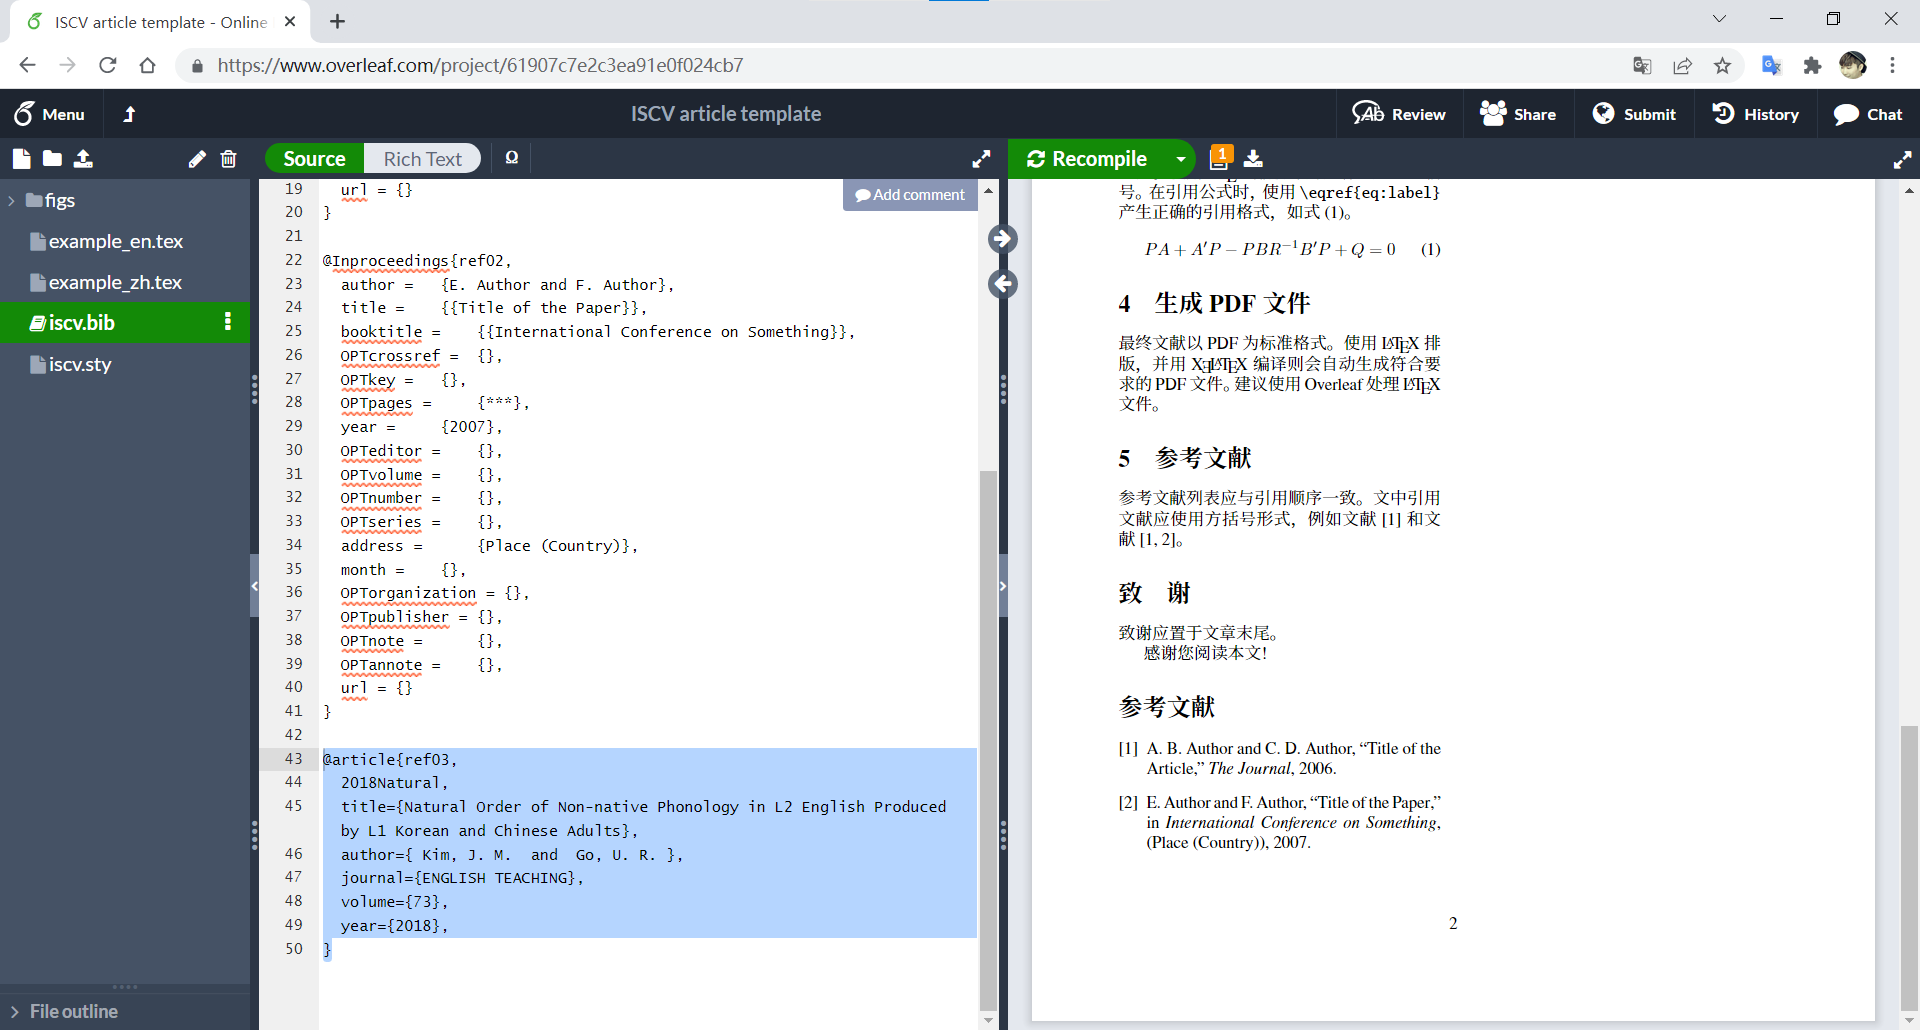 ISCV article template - Online
https://www.overleaf.com/project/61907c7e2c3ea91e0f024cb7
Menu
ISCV article template
Review
Share
Submit
History
Chat
Source
Rich Text
Ω
Recompile
1
figs
example_en.tex
example_zh.tex
iscv.bib
iscv.sty
File outline
Add comment
19 url = {}
20 }
21
22 @Inproceedings{ref02,
23 author = {E. Author and F. Author},
24 title = {{Title of the Paper}},
25 booktitle = {{International Conference on Something}},
26 OPTcrossref = {},
27 OPTkey = {},
28 OPTpages = {***},
29 year = {2007},
30 OPTeditor = {},
31 OPTvolume = {},
32 OPTnumber = {},
33 OPTseries = {},
34 address = {Place (Country)},
35 month = {},
36 OPTorganization = {},
37 OPTpublisher = {},
38 OPTnote = {},
39 OPTannote = {},
40 url = {}
41 }
42
43 @article{ref03,
44 2018Natural,
45 title={Natural Order of Non-native Phonology in L2 English Produced
by L1 Korean and Chinese Adults},
46 author={ Kim, J. M. and Go, U. R. },
47 journal={ENGLISH TEACHING},
48 volume={73},
49 year={2018},
50 }
号。在引用公式时，使用 \eqref{eq:label}
产生正确的引用格式，如式 (1)。
PA + A′P − PBR⁻¹B′P + Q = 0 (1)
4 生成 PDF 文件
最终文献以 PDF 为标准格式。使用 LATEX 排
版，并用 XƎLATEX 编译则会自动生成符合要
求的 PDF 文件。建议使用 Overleaf 处理 LATEX
文件。
5 参考文献
参考文献列表应与引用顺序一致。文中引用
文献应使用方括号形式，例如文献 [1] 和文
献 [1, 2]。
致 谢
致谢应置于文章末尾。
感谢您阅读本文!
参考文献
[1] A. B. Author and C. D. Author, “Title of the
Article,” The Journal, 2006.
[2] E. Author and F. Author, “Title of the Paper,”
in International Conference on Something,
(Place (Country)), 2007.
2